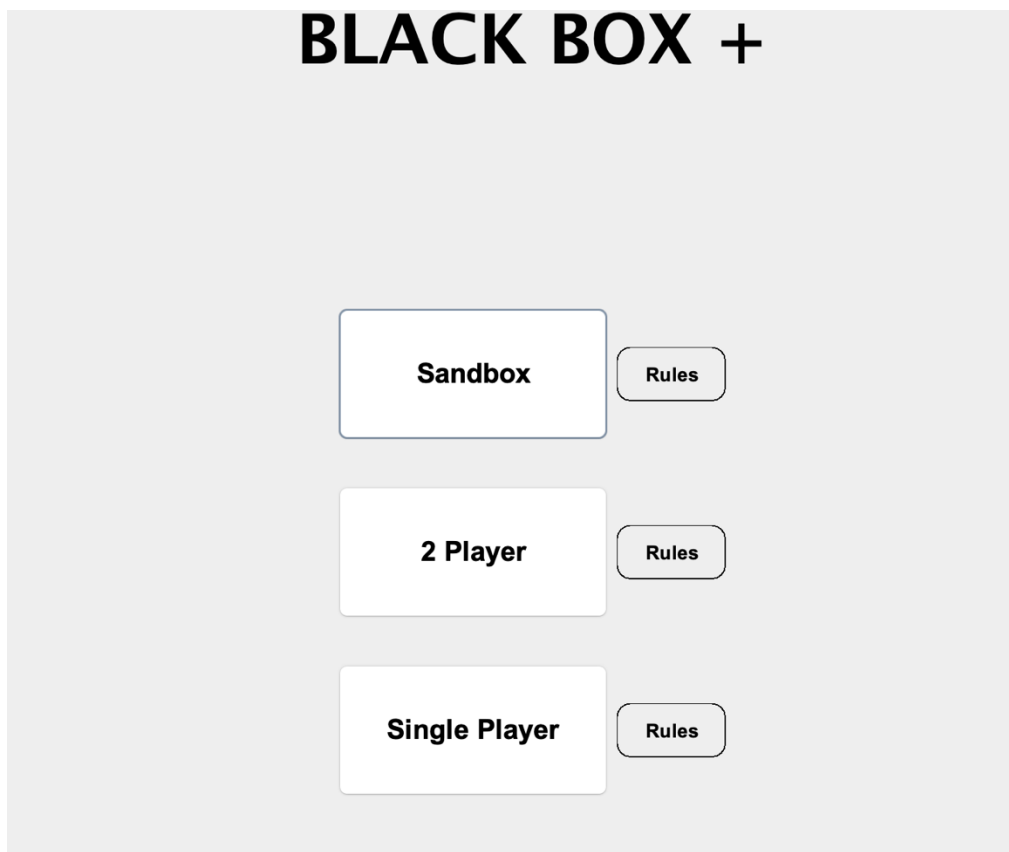 BLACK BOX +
Sandbox
Rules
2 Player
Rules
Single Player
Rules